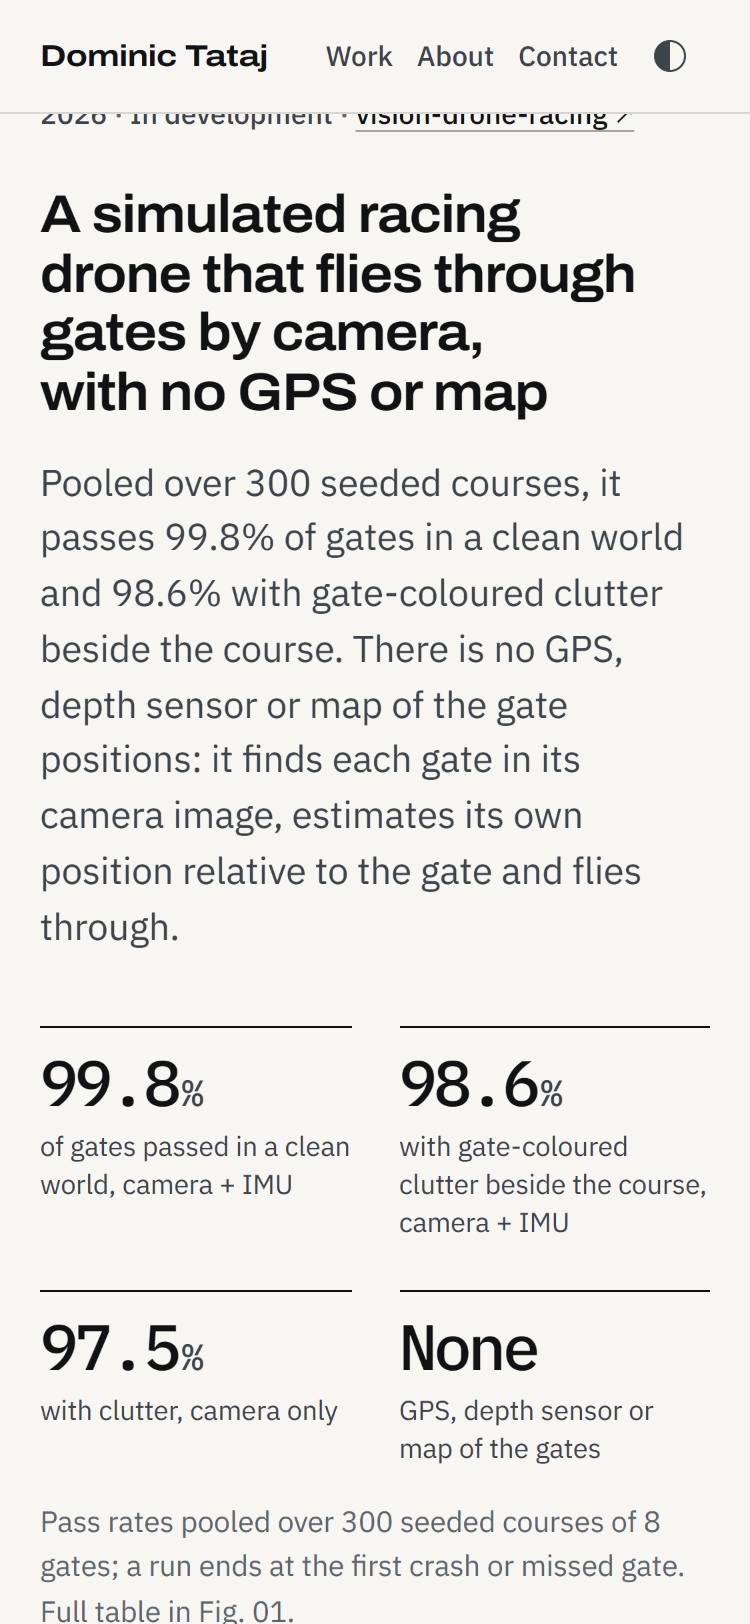 Dominic Tataj Work About Contact
2026 · In development · vision-drone-racing ↗
A simulated racing
drone that flies through
gates by camera,
with no GPS or map
Pooled over 300 seeded courses, it
passes 99.8% of gates in a clean world
and 98.6% with gate-coloured clutter
beside the course. There is no GPS,
depth sensor or map of the gate
positions: it finds each gate in its
camera image, estimates its own
position relative to the gate and flies
through.
99.8%
of gates passed in a clean
world, camera + IMU
98.6%
with gate-coloured
clutter beside the course,
camera + IMU
97.5%
with clutter, camera only
None
GPS, depth sensor or
map of the gates
Pass rates pooled over 300 seeded courses of 8
gates; a run ends at the first crash or missed gate.
Full table in Fig. 01.